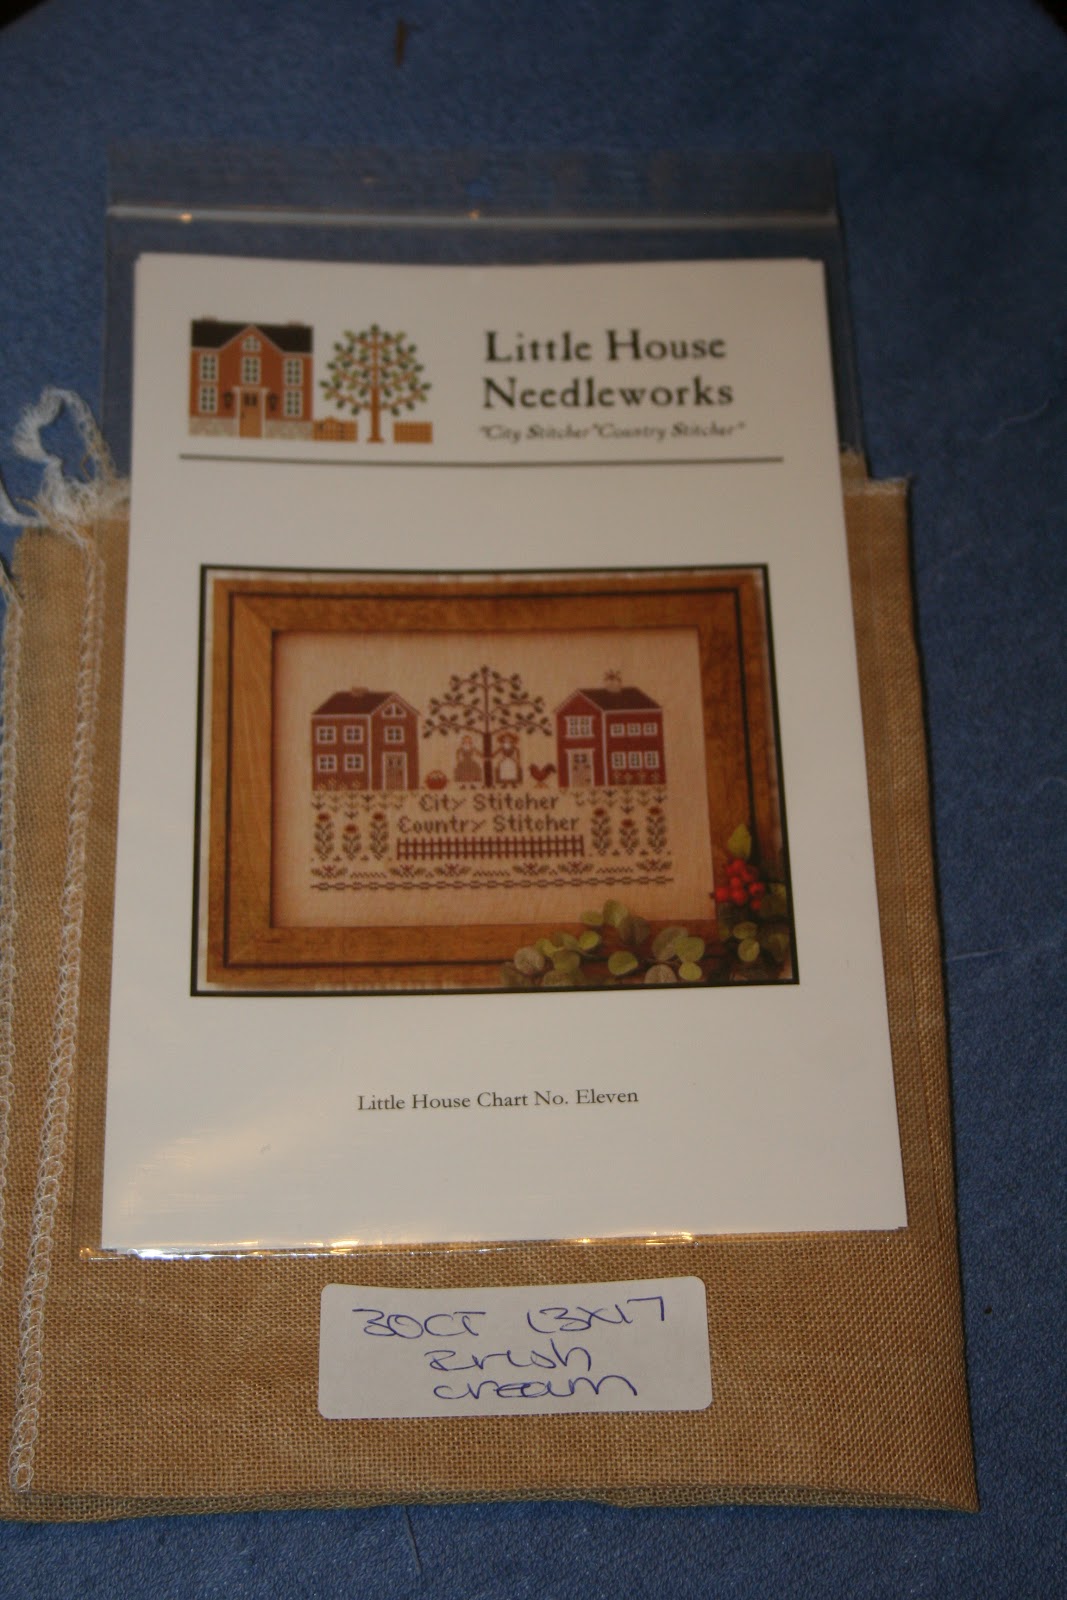 Little House
Needleworks
"City Stitcher" Country Stitcher"
City Stitcher
Country Stitcher
Little House Chart No. Eleven
30CT 13x17
Irish
cream